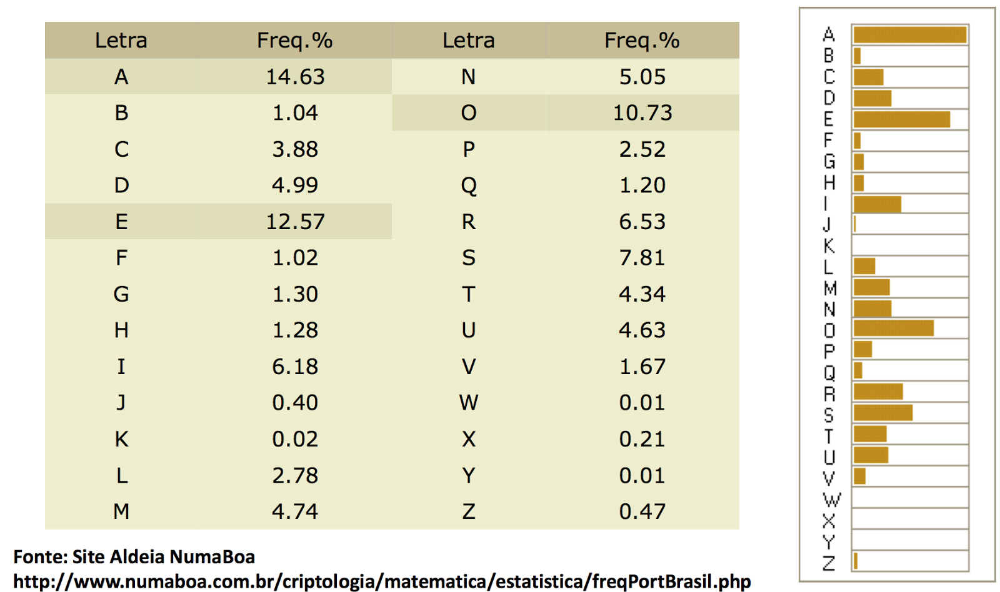 Letra Freq.% Letra Freq.%
A 14.63 N 5.05
B 1.04 O 10.73
C 3.88 P 2.52
D 4.99 Q 1.20
E 12.57 R 6.53
F 1.02 S 7.81
G 1.30 T 4.34
H 1.28 U 4.63
I 6.18 V 1.67
J 0.40 W 0.01
K 0.02 X 0.21
L 2.78 Y 0.01
M 4.74 Z 0.47
Fonte: Site Aldeia NumaBoa
http://www.numaboa.com.br/criptologia/matematica/estatistica/freqPortBrasil.php
A
B
C
D
E
F
G
H
I
J
K
L
M
N
O
P
Q
R
S
T
U
V
W
X
Y
Z